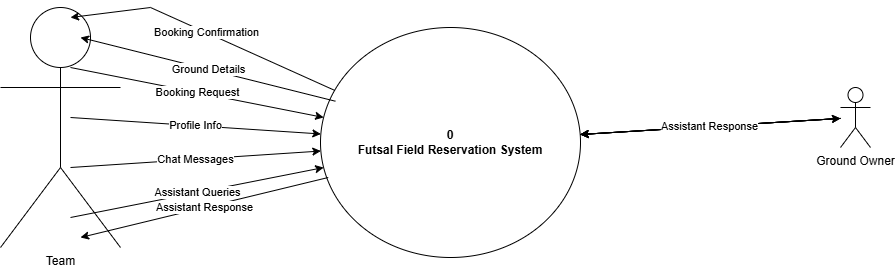 Booking Confirmation
Ground Details
Booking Request
Profile Info
Chat Messages
Assistant Queries
Assistant Response
Team
0
Futsal Field Reservation System
Assistant Response
Ground Owner